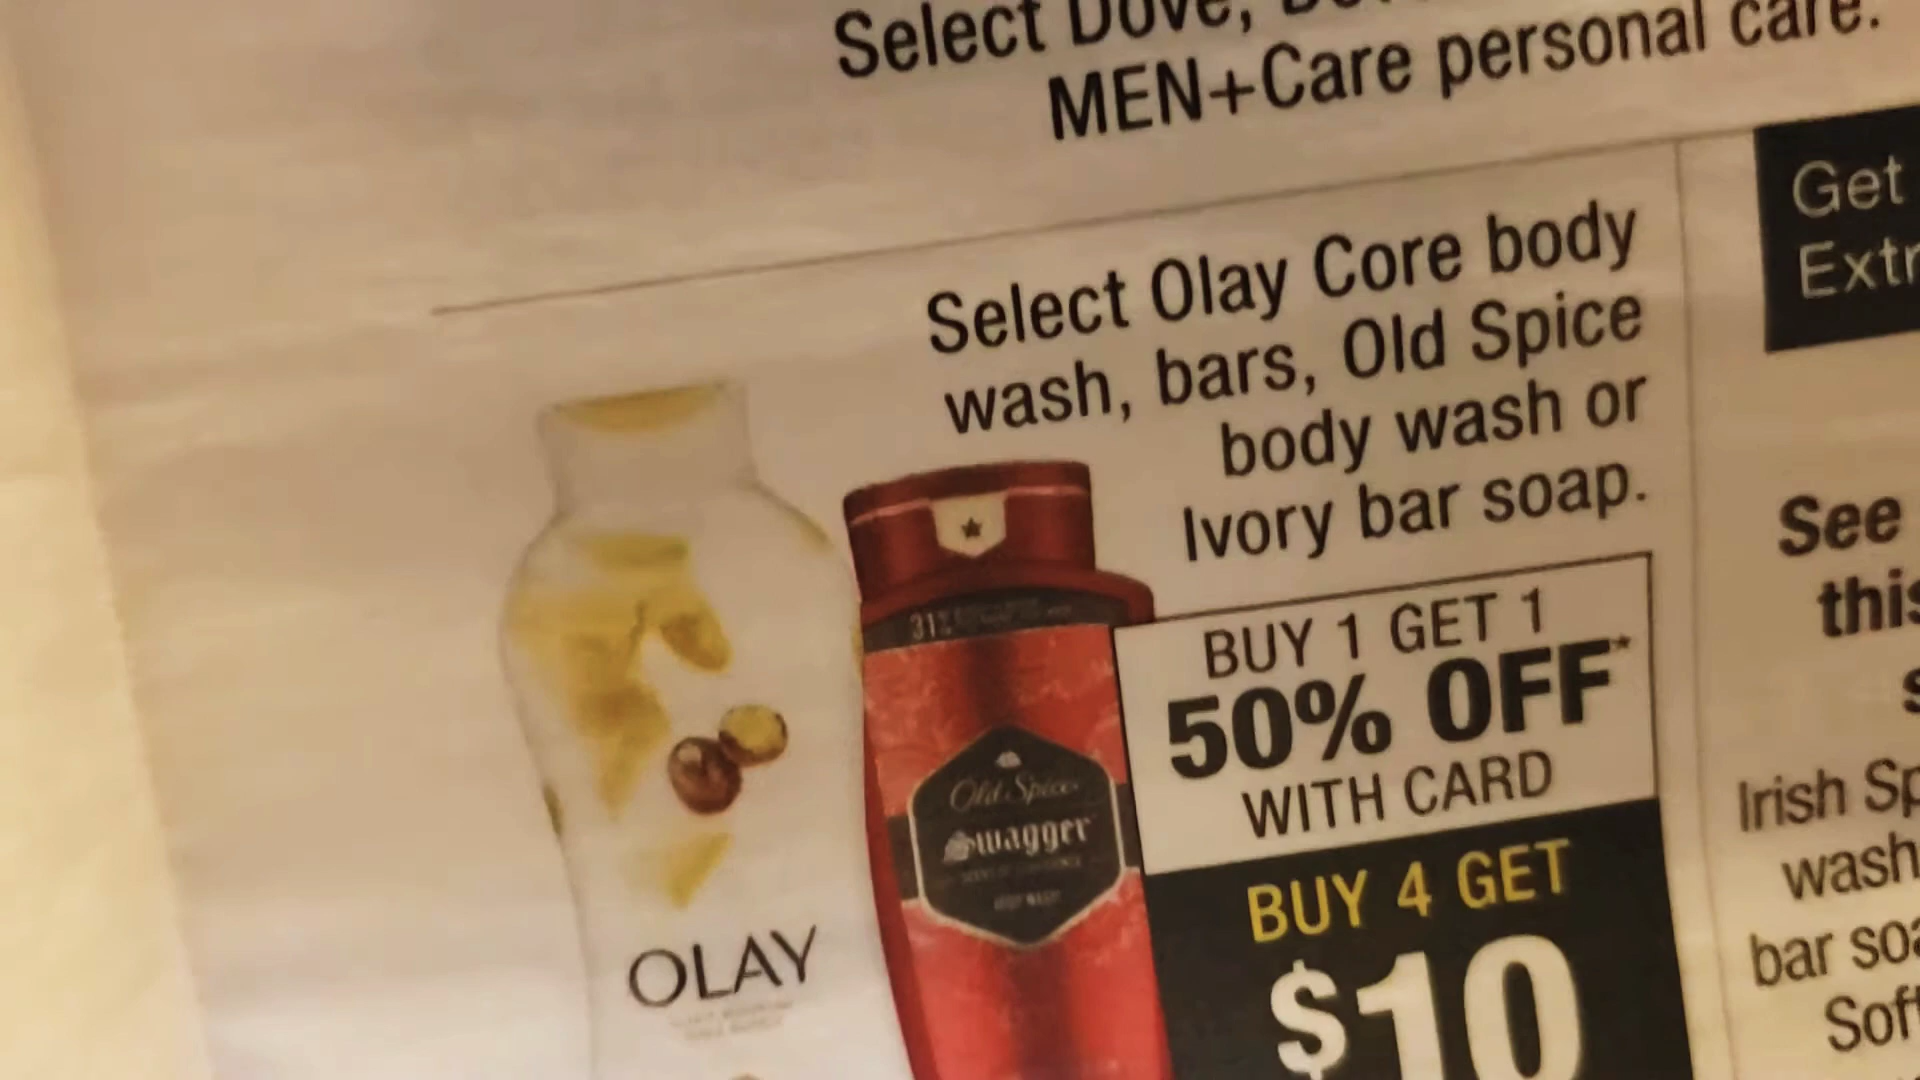 Select Dove,
MEN+Care personal care.
Select Olay Core body
wash, bars, Old Spice
body wash or
Ivory bar soap.
BUY 1 GET 1
50% OFF*
WITH CARD
BUY 4 GET
$10
OLAY
Old Spice
Swagger
Get
Extr
See
this
s
Irish Sp
wash
bar soa
Soft